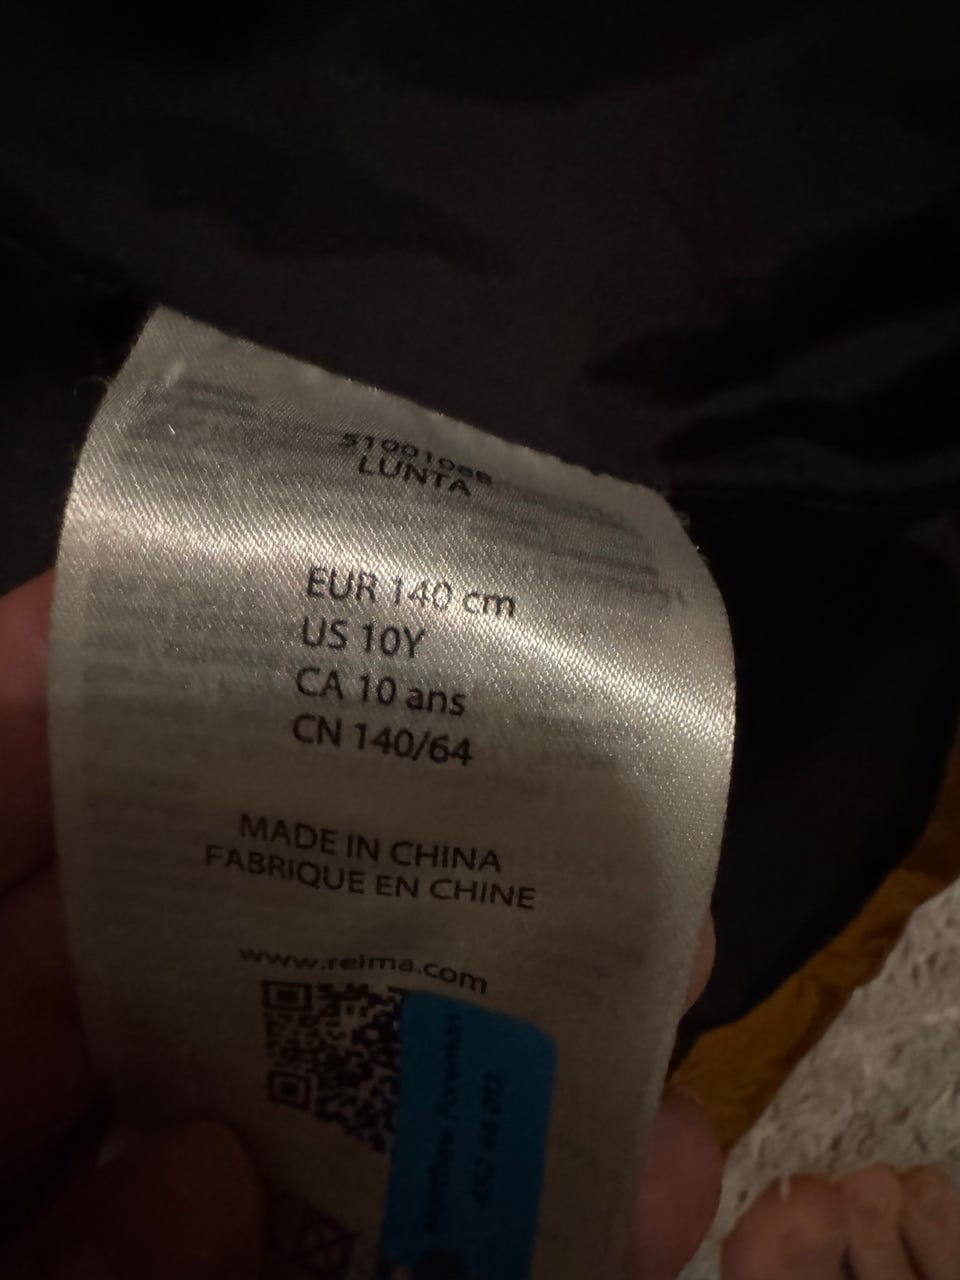 LUNTA
EUR 140 cm
US 10Y
CA 10 ans
CN 140/64
MADE IN CHINA
FABRIQUE EN CHINE
www.reima.com